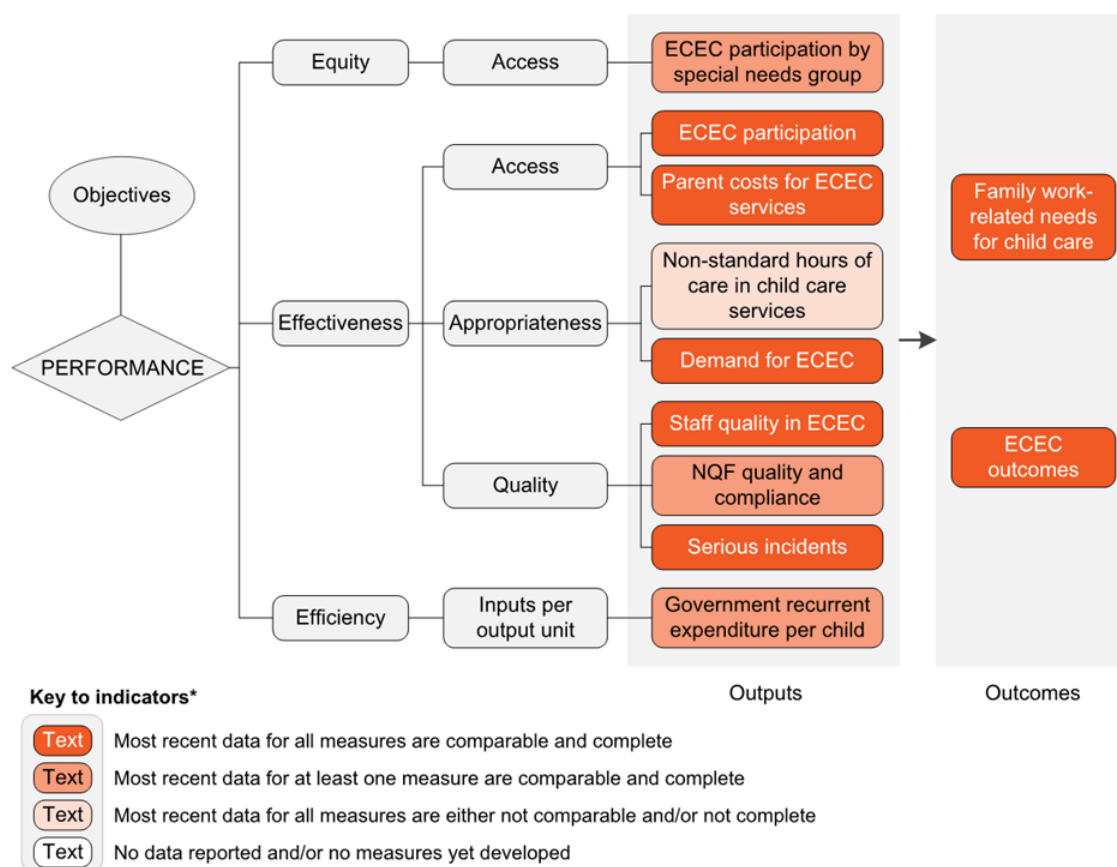 Equity
Access
ECEC participation by
special needs group
ECEC participation
Access
Parent costs for ECEC
services
Objectives
Family work-
related needs
for child care
Non-standard hours of
care in child care
services
Effectiveness
Appropriateness
PERFORMANCE
Demand for ECEC
Staff quality in ECEC
ECEC
outcomes
Quality
NQF quality and
compliance
Serious incidents
Efficiency
Inputs per
output unit
Government recurrent
expenditure per child
Outputs
Outcomes
Key to indicators*
Text Most recent data for all measures are comparable and complete
Text Most recent data for at least one measure are comparable and complete
Text Most recent data for all measures are either not comparable and/or not complete
Text No data reported and/or no measures yet developed